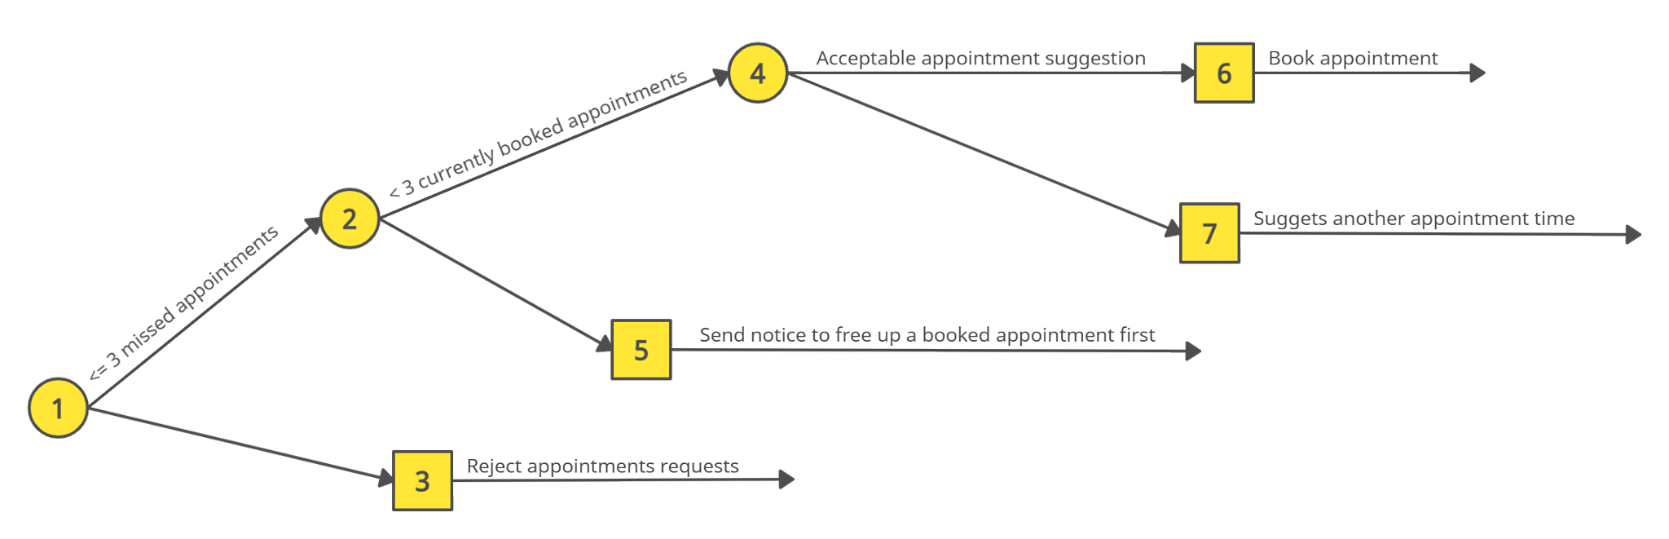 4
Acceptable appointment suggestion
6
Book appointment
< 3 currently booked appointments
2
7
Suggets another appointment time
<= 3 missed appointments
5
Send notice to free up a booked appointment first
1
3
Reject appointments requests